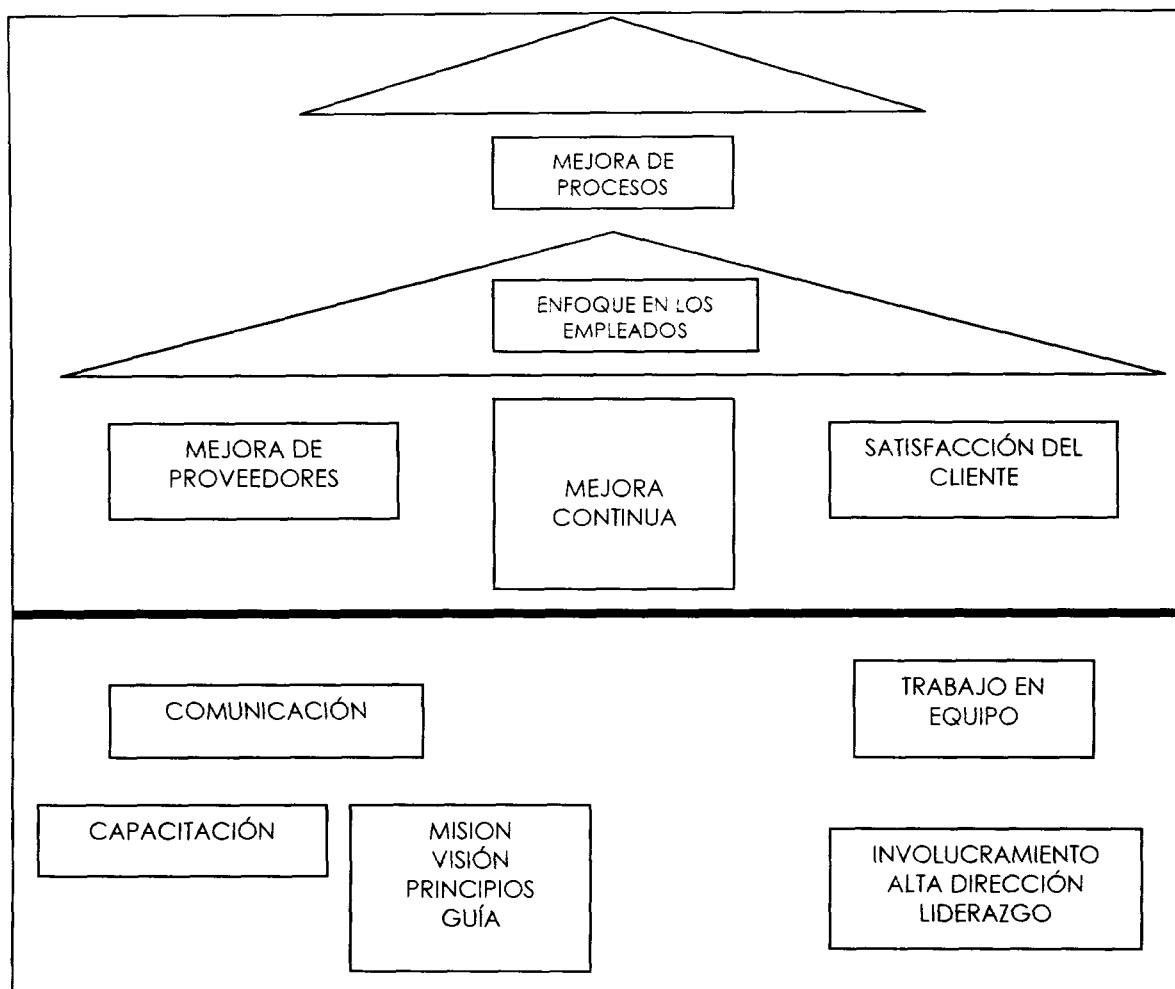 MEJORA DE
PROCESOS
ENFOQUE EN LOS
EMPLEADOS
MEJORA DE
PROVEEDORES
MEJORA
CONTINUA
SATISFACCIÓN DEL
CLIENTE
COMUNICACIÓN
TRABAJO EN
EQUIPO
CAPACITACIÓN
MISION
VISIÓN
PRINCIPIOS
GUÍA
INVOLUCRAMIENTO
ALTA DIRECCIÓN
LIDERAZGO